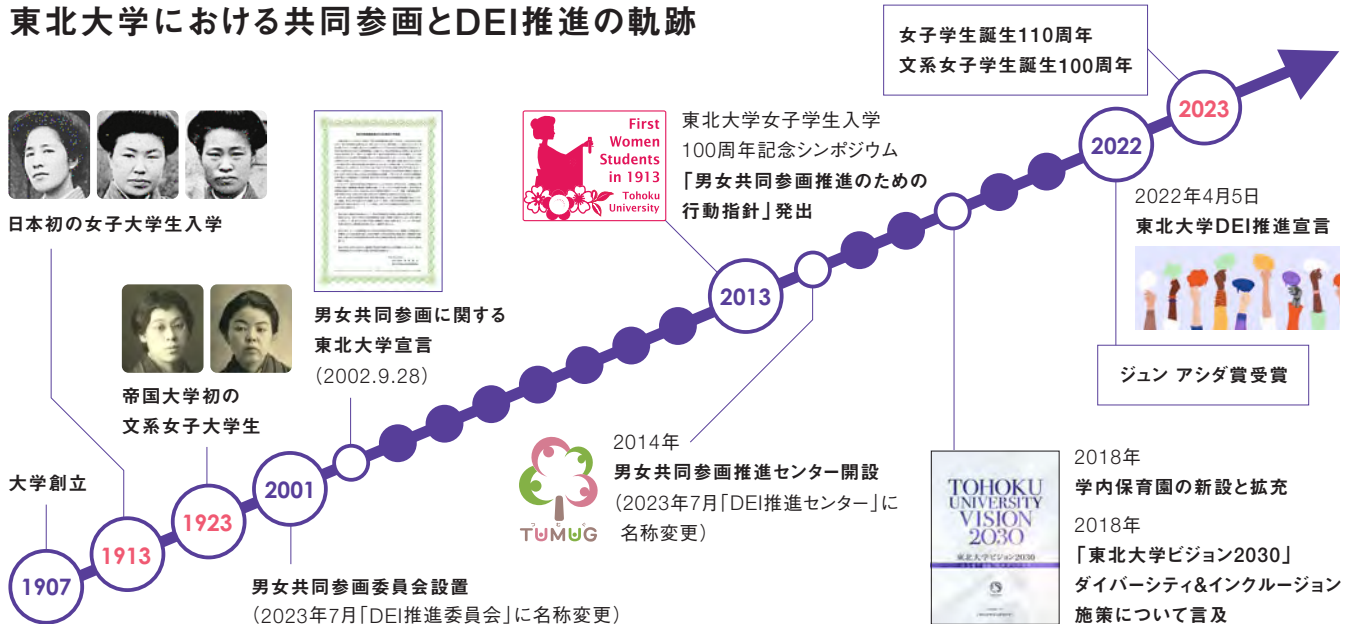 東北大学における共同参画とDEI推進の軌跡
女子学生誕生110周年
文系女子学生誕生100周年
2023
2022
2022年4月5日
東北大学DEI推進宣言
ジュン アシダ賞受賞
First
Women
Students
in 1913
Tohoku
University
東北大学女子学生入学
100周年記念シンポジウム
「男女共同参画推進のための
行動指針」発出
2013
日本初の女子大学生入学
男女共同参画に関する
東北大学宣言
(2002.9.28)
帝国大学初の
文系女子大学生
大学創立
1907
1913
1923
2001
男女共同参画委員会設置
(2023年7月「DEI推進委員会」に名称変更)
つむぐ
TUMUG
2014年
男女共同参画推進センター開設
(2023年7月「DEI推進センター」に
名称変更)
TOHOKU
UNIVERSITY
VISION
2030
東北大学ビジョン2030
2018年
学内保育園の新設と拡充
2018年
「東北大学ビジョン2030」
ダイバーシティ&インクルージョン
施策について言及